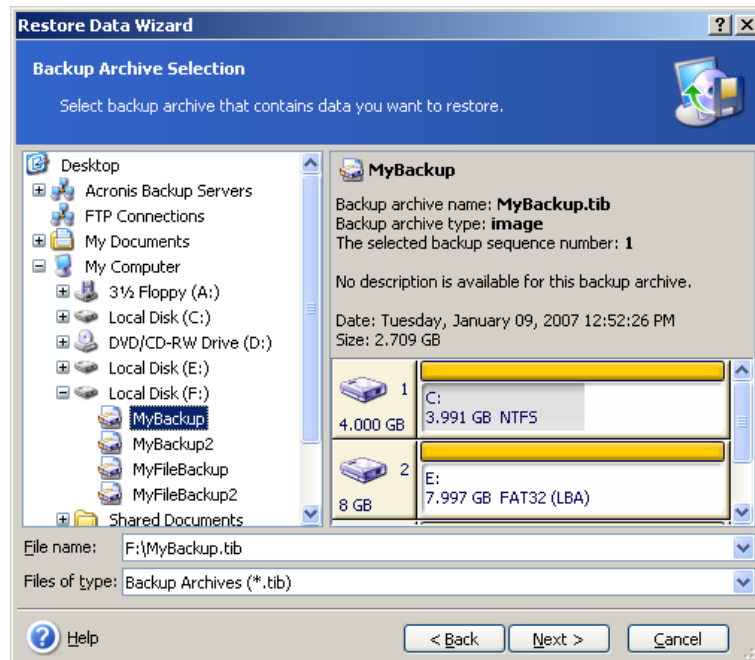 Restore Data Wizard
Backup Archive Selection
Select backup archive that contains data you want to restore.
Desktop
Acronis Backup Servers
FTP Connections
My Documents
My Computer
3½ Floppy (A:)
Local Disk (C:)
DVD/CD-RW Drive (D:)
Local Disk (E:)
Local Disk (F:)
MyBackup
MyBackup2
MyFileBackup
MyFileBackup2
Shared Documents
MyBackup
Backup archive name: MyBackup.tib
Backup archive type: image
The selected backup sequence number: 1
No description is available for this backup archive.
Date: Tuesday, January 09, 2007 12:52:26 PM
Size: 2.709 GB
1
4.000 GB
C:
3.991 GB NTFS
2
8 GB
E:
7.997 GB FAT32 (LBA)
File name: F:\MyBackup.tib
Files of type: Backup Archives (*.tib)
Help
< Back
Next >
Cancel